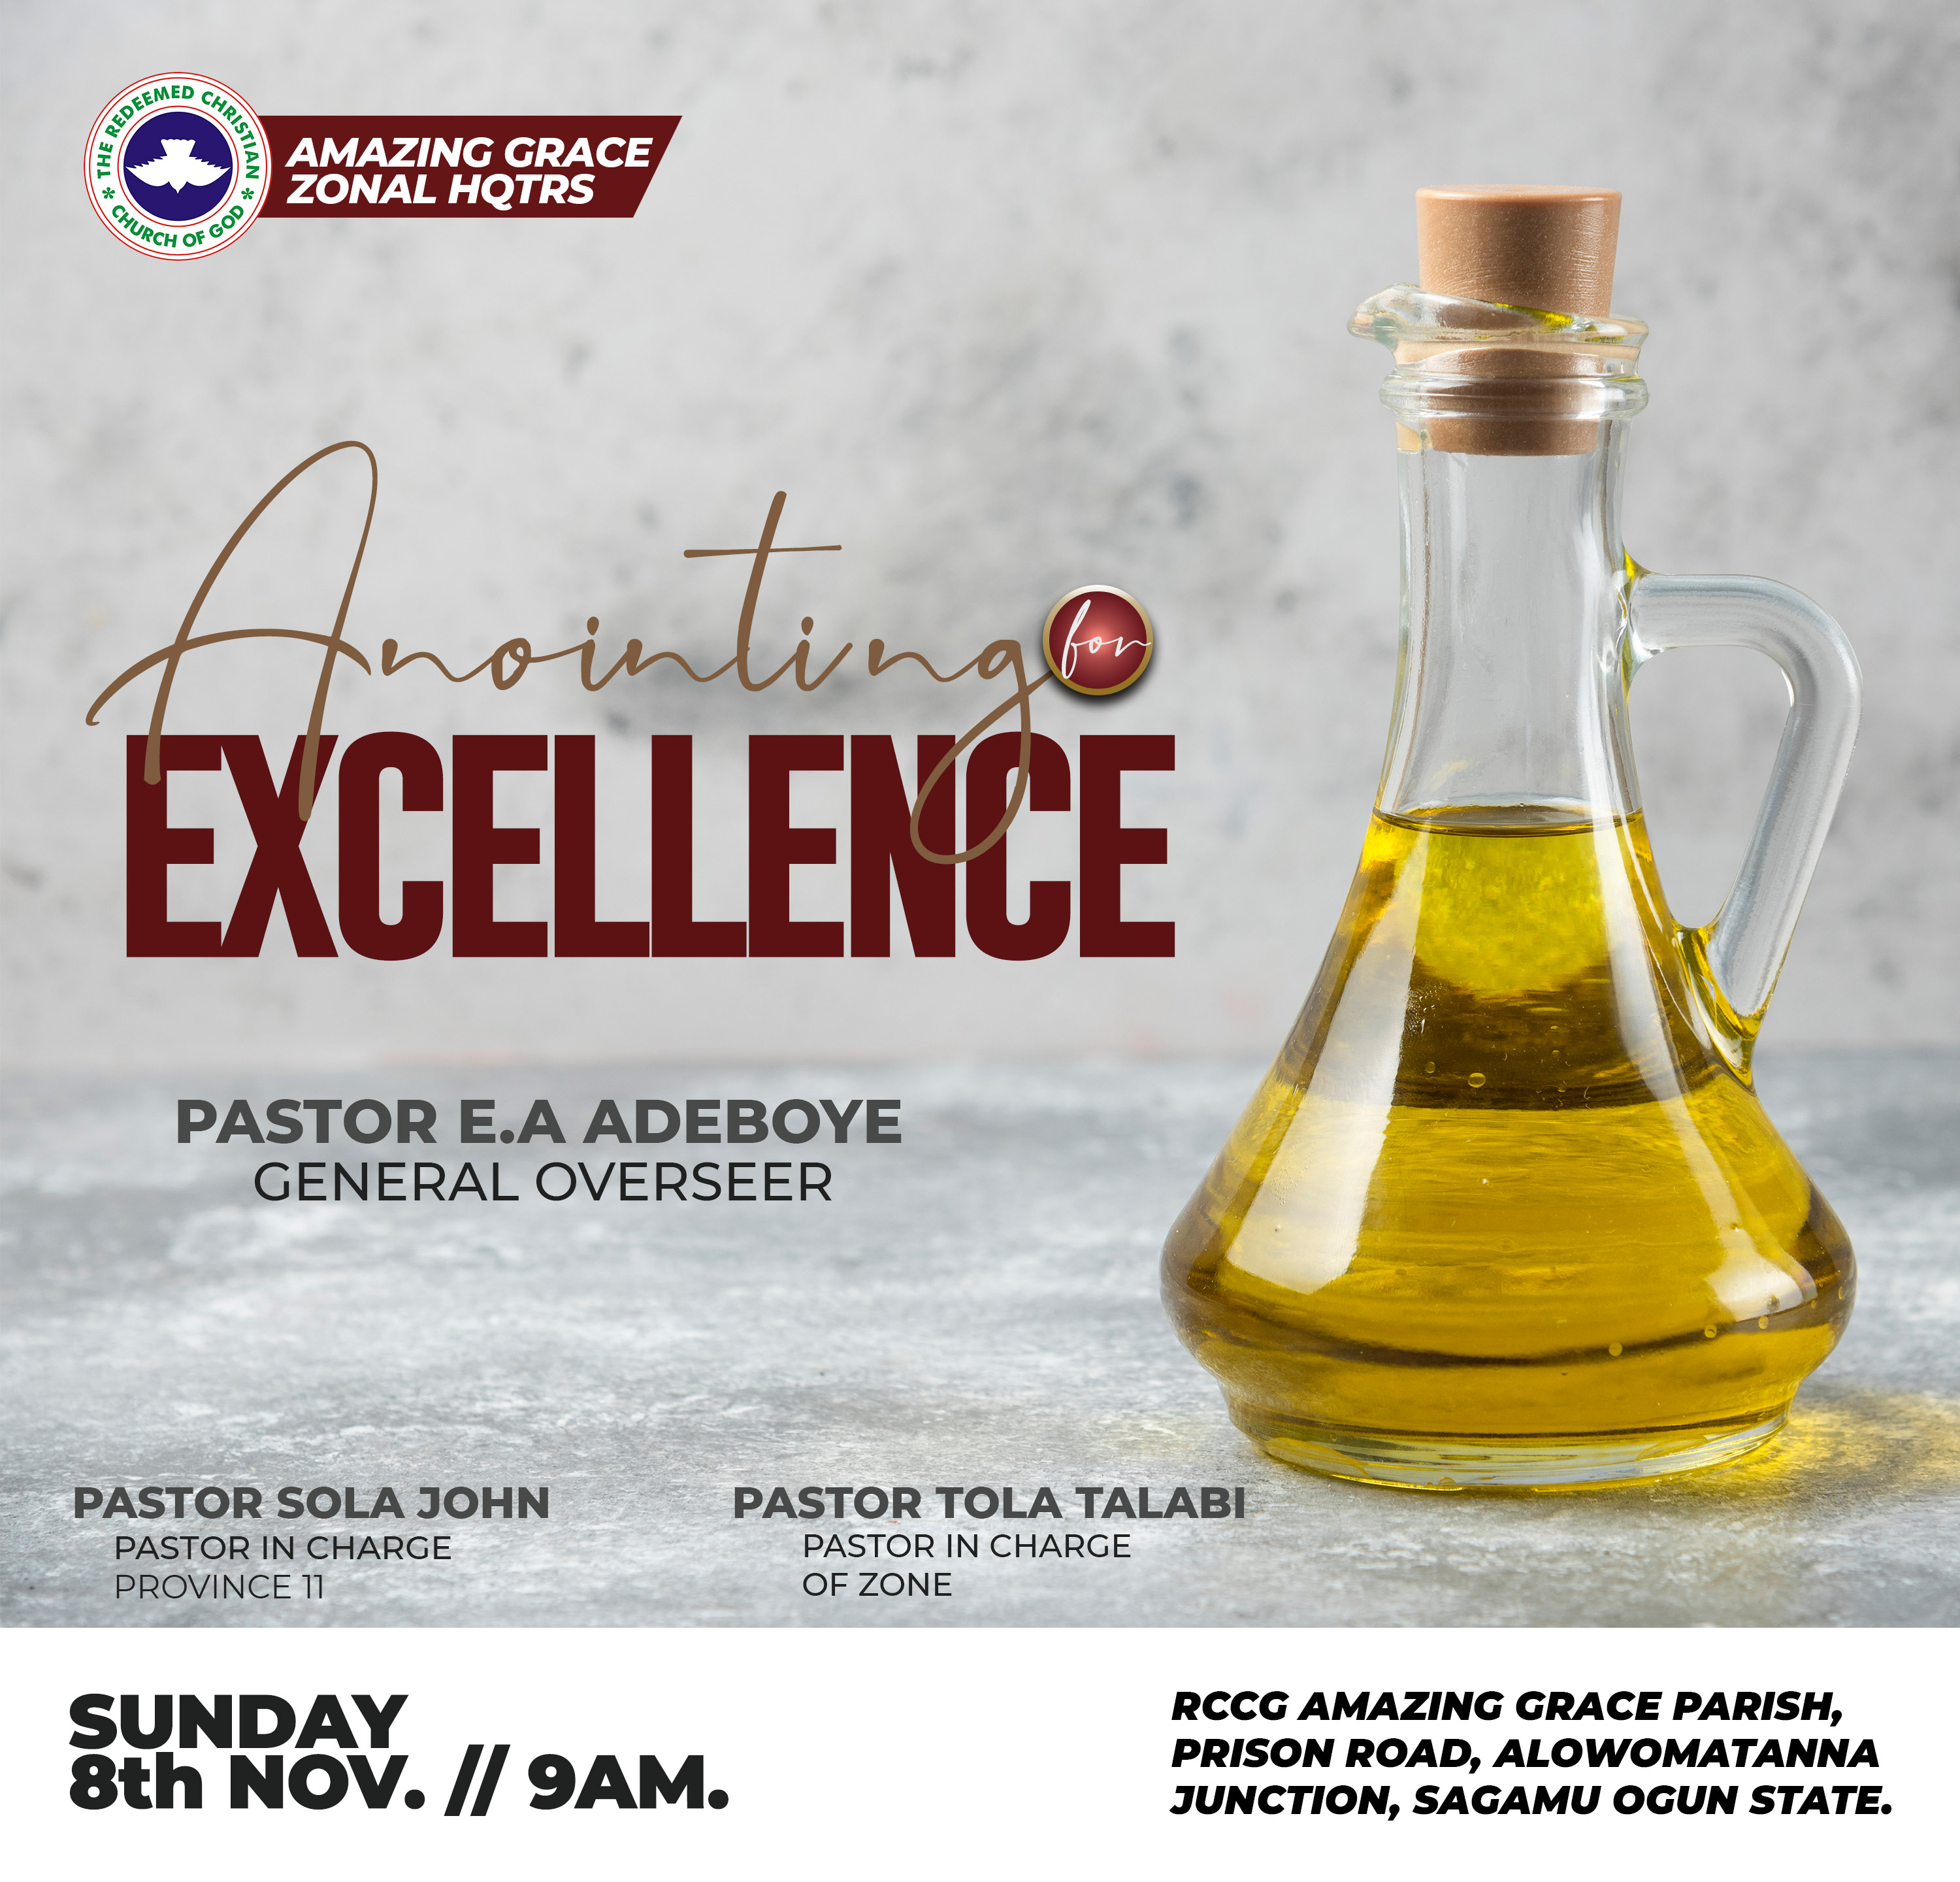 THE REDEEMED CHRISTIAN
CHURCH OF GOD
AMAZING GRACE
ZONAL HQTRS
Anointing for
EXCELLENCE
PASTOR E.A ADEBOYE
GENERAL OVERSEER
PASTOR SOLA JOHN
PASTOR IN CHARGE
PROVINCE 11
PASTOR TOLA TALABI
PASTOR IN CHARGE
OF ZONE
SUNDAY
8th NOV. // 9AM.
RCCG AMAZING GRACE PARISH,
PRISON ROAD, ALOWOMATANNA
JUNCTION, SAGAMU OGUN STATE.